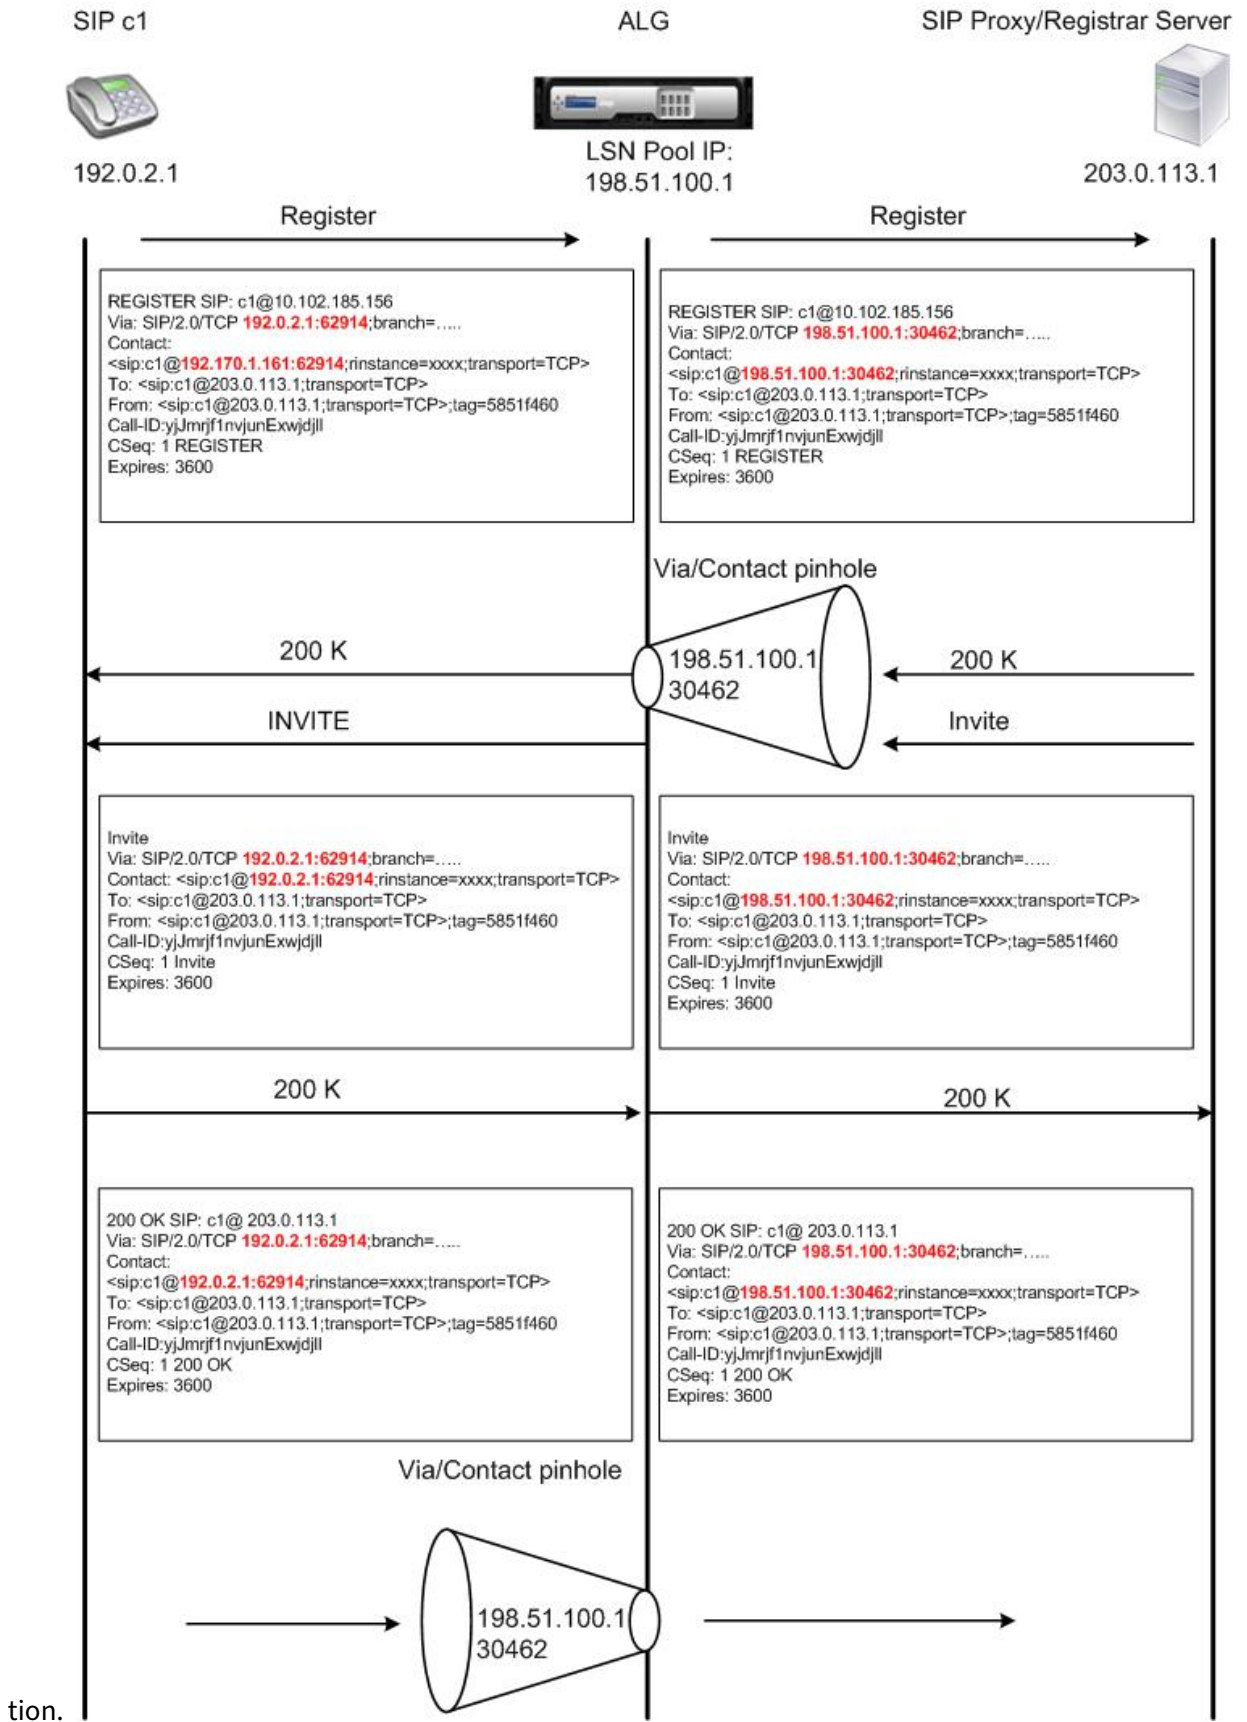 SIP c1
ALG
SIP Proxy/Registrar Server
LSN Pool IP:
198.51.100.1
192.0.2.1
203.0.113.1
Register
Register
REGISTER SIP: c1@10.102.185.156
Via: SIP/2.0/TCP 192.0.2.1:62914;branch=.....
Contact:
<sip:c1@192.170.1.161:62914;rinstance=xxxx;transport=TCP>
To: <sip:c1@203.0.113.1;transport=TCP>
From: <sip:c1@203.0.113.1;transport=TCP>;tag=5851f460
Call-ID:yjJmrjf1nvjunExwjdjll
CSeq: 1 REGISTER
Expires: 3600
REGISTER SIP: c1@10.102.185.156
Via: SIP/2.0/TCP 198.51.100.1:30462;branch=.....
Contact:
<sip:c1@198.51.100.1:30462;rinstance=xxxx;transport=TCP>
To: <sip:c1@203.0.113.1;transport=TCP>
From: <sip:c1@203.0.113.1;transport=TCP>;tag=5851f460
Call-ID:yjJmrjf1nvjunExwjdjll
CSeq: 1 REGISTER
Expires: 3600
Via/Contact pinhole
200 K
198.51.100.1
30462
200 K
INVITE
Invite
Invite
Via: SIP/2.0/TCP 192.0.2.1:62914;branch=.....
Contact: <sip:c1@192.0.2.1:62914;rinstance=xxxx;transport=TCP>
To: <sip:c1@203.0.113.1;transport=TCP>
From: <sip:c1@203.0.113.1;transport=TCP>;tag=5851f460
Call-ID:yjJmrjf1nvjunExwjdjll
CSeq: 1 Invite
Expires: 3600
Invite
Via: SIP/2.0/TCP 198.51.100.1:30462;branch=.....
Contact:
<sip:c1@198.51.100.1:30462;rinstance=xxxx;transport=TCP>
To: <sip:c1@203.0.113.1;transport=TCP>
From: <sip:c1@203.0.113.1;transport=TCP>;tag=5851f460
Call-ID:yjJmrjf1nvjunExwjdjll
CSeq: 1 Invite
Expires: 3600
200 K
200 K
200 OK SIP: c1@ 203.0.113.1
Via: SIP/2.0/TCP 192.0.2.1:62914;branch=.....
Contact:
<sip:c1@192.0.2.1:62914;rinstance=xxxx;transport=TCP>
To: <sip:c1@203.0.113.1;transport=TCP>
From: <sip:c1@203.0.113.1;transport=TCP>;tag=5851f460
Call-ID:yjJmrjf1nvjunExwjdjll
CSeq: 1 200 OK
Expires: 3600
200 OK SIP: c1@ 203.0.113.1
Via: SIP/2.0/TCP 198.51.100.1:30462;branch=.....
Contact:
<sip:c1@198.51.100.1:30462;rinstance=xxxx;transport=TCP>
To: <sip:c1@203.0.113.1;transport=TCP>
From: <sip:c1@203.0.113.1;transport=TCP>;tag=5851f460
Call-ID:yjJmrjf1nvjunExwjdjll
CSeq: 1 200 OK
Expires: 3600
Via/Contact pinhole
198.51.100.1
30462
tion.